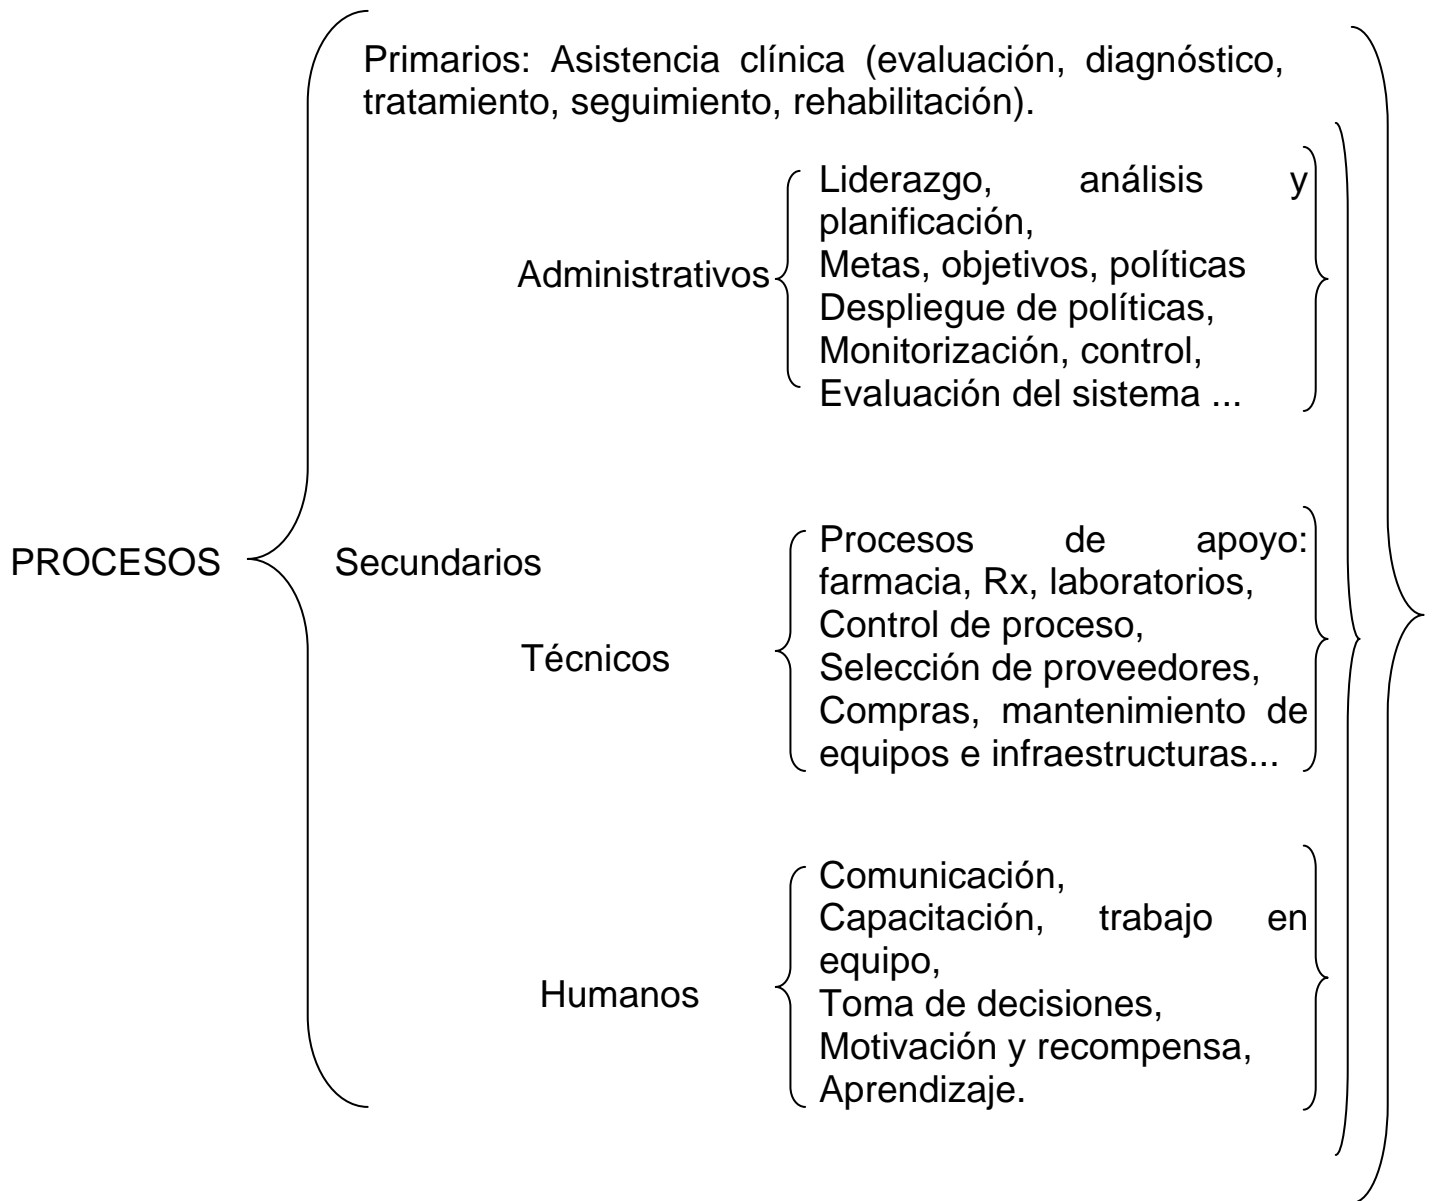 Primarios: Asistencia clínica (evaluación, diagnóstico,
tratamiento, seguimiento, rehabilitación).
Liderazgo, análisis y
planificación,
Administrativos
Metas, objetivos, políticas
Despliegue de políticas,
Monitorización, control,
Evaluación del sistema ...
PROCESOS
Secundarios
Procesos de apoyo:
farmacia, Rx, laboratorios,
Control de proceso,
Técnicos
Selección de proveedores,
Compras, mantenimiento de
equipos e infraestructuras...
Comunicación,
Capacitación, trabajo en
equipo,
Humanos
Toma de decisiones,
Motivación y recompensa,
Aprendizaje.